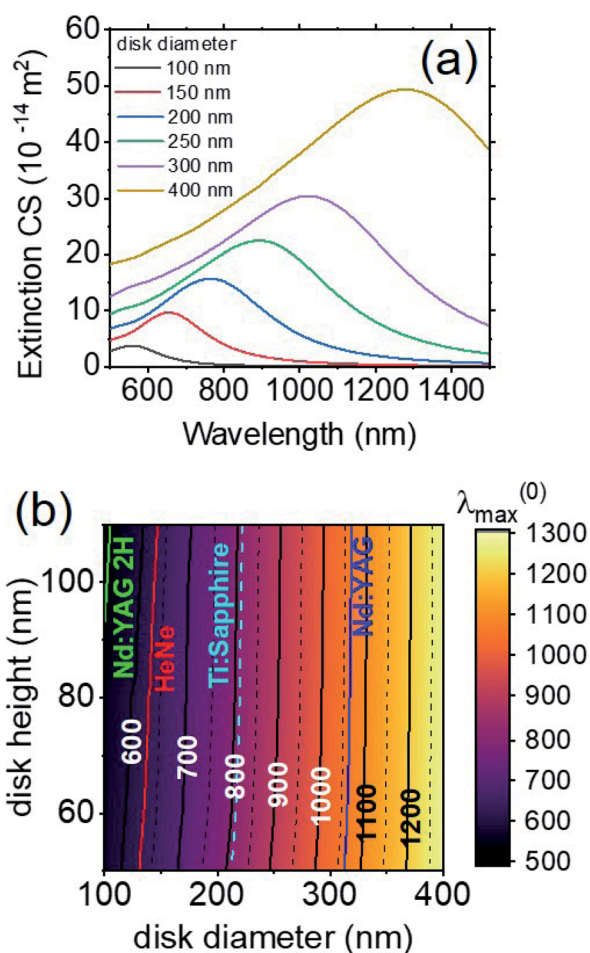 (a)
disk diameter
100 nm
150 nm
200 nm
250 nm
300 nm
400 nm
60
50
40
30
20
10
0
Extinction CS (10 -14 m2)
600 800 1000 1200 1400
Wavelength (nm)
(b)
λmax(0)
Nd:YAG 2H
HeNe
Ti:Sapphire
Nd:YAG
600
700
800
900
1000
1100
1200
100
80
60
disk height (nm)
100 200 300 400
disk diameter (nm)
1300
1200
1100
1000
900
800
700
600
500